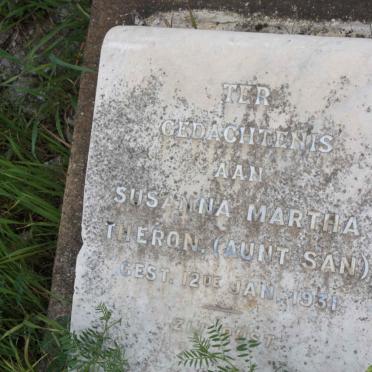 TER
GEDACHTENIS
AAN
SUSANNA MARTHA
THERON. (AUNT SAN)
GEST. 12DE JAN. 1931